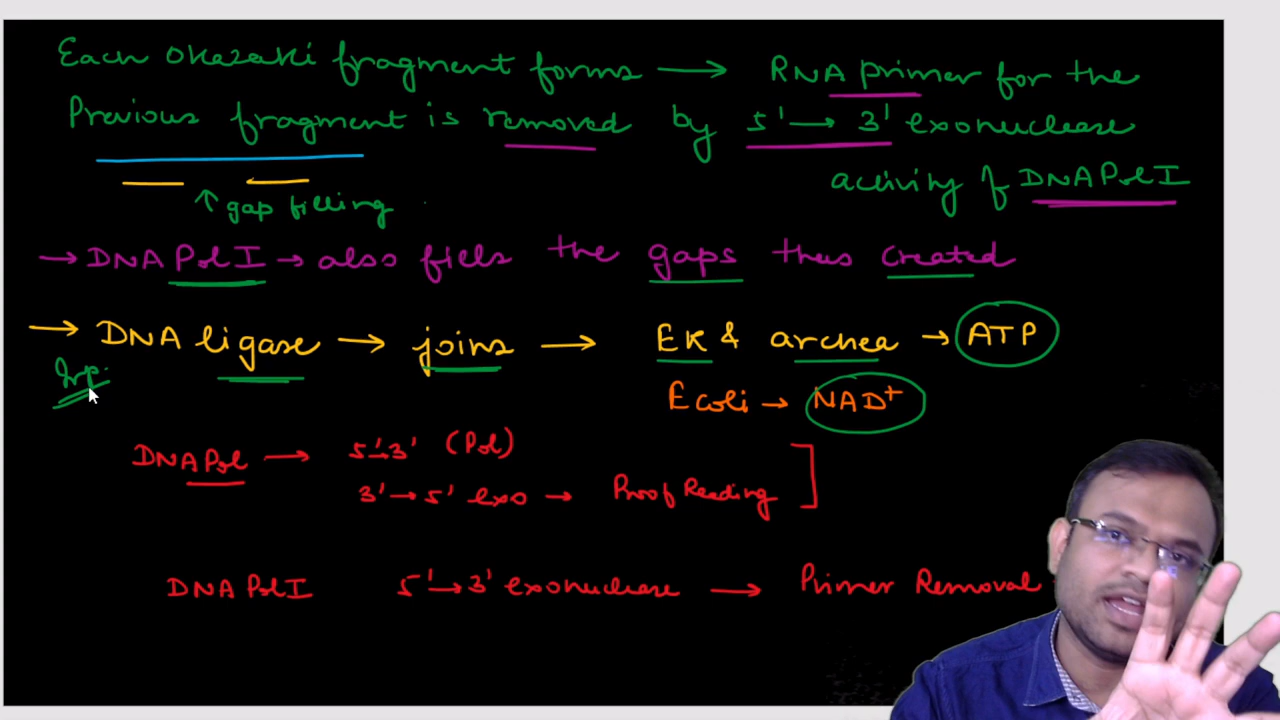 Each Okazaki fragment forms → RNA primer for the
Previous fragment is removed by 5' → 3' exonuclease
activity of DNA Pol I
↑ gap filling
→ DNA Pol I → also fills the gaps thus created
→ DNA ligase → joins → EK & archea → ATP
Imp.
E coli → NAD+
DNA Pol → 5'→3' (Pol)
3' → 5' exo → Proof Reading ]
DNA Pol I 5' → 3' exonuclease → Primer Removal